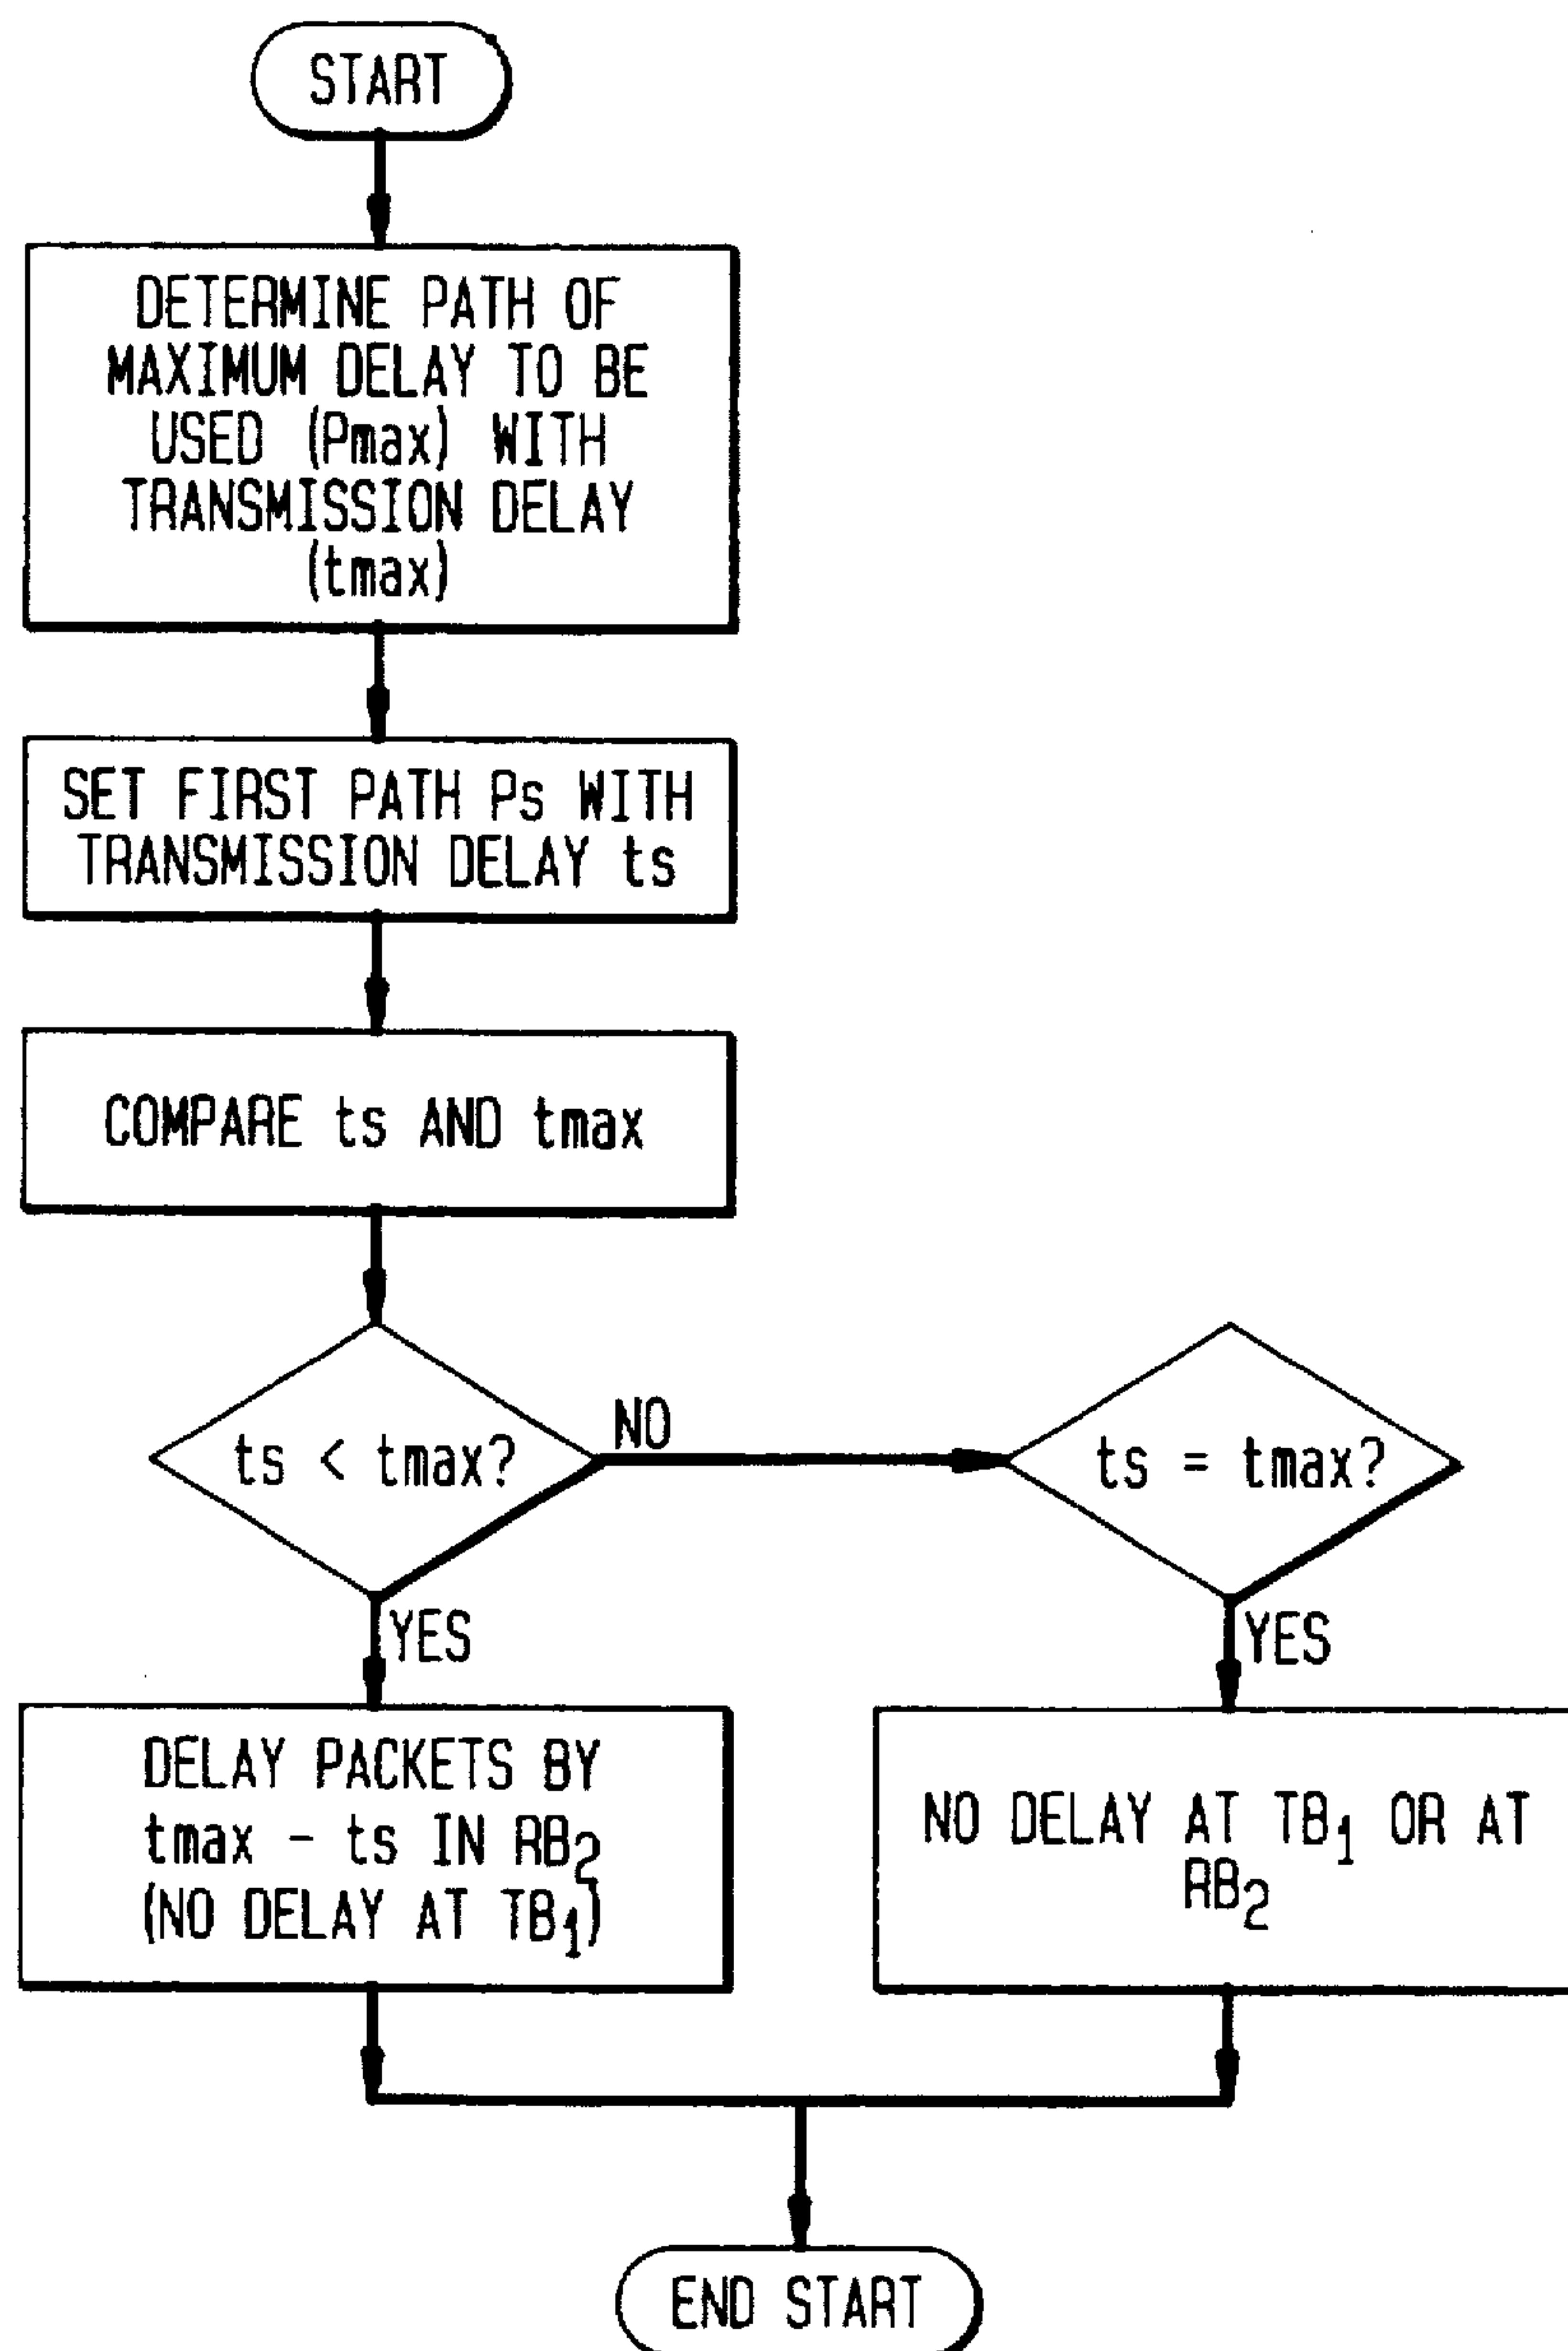 START
DETERMINE PATH OF
MAXIMUM DELAY TO BE
USED (Pmax) WITH
TRANSMISSION DELAY
(tmax)
SET FIRST PATH Ps WITH
TRANSMISSION DELAY ts
COMPARE ts AND tmax
ts < tmax?
NO
ts = tmax?
YES
YES
DELAY PACKETS BY
tmax - ts IN RB2
(NO DELAY AT TB1)
NO DELAY AT TB1 OR AT
RB2
END START